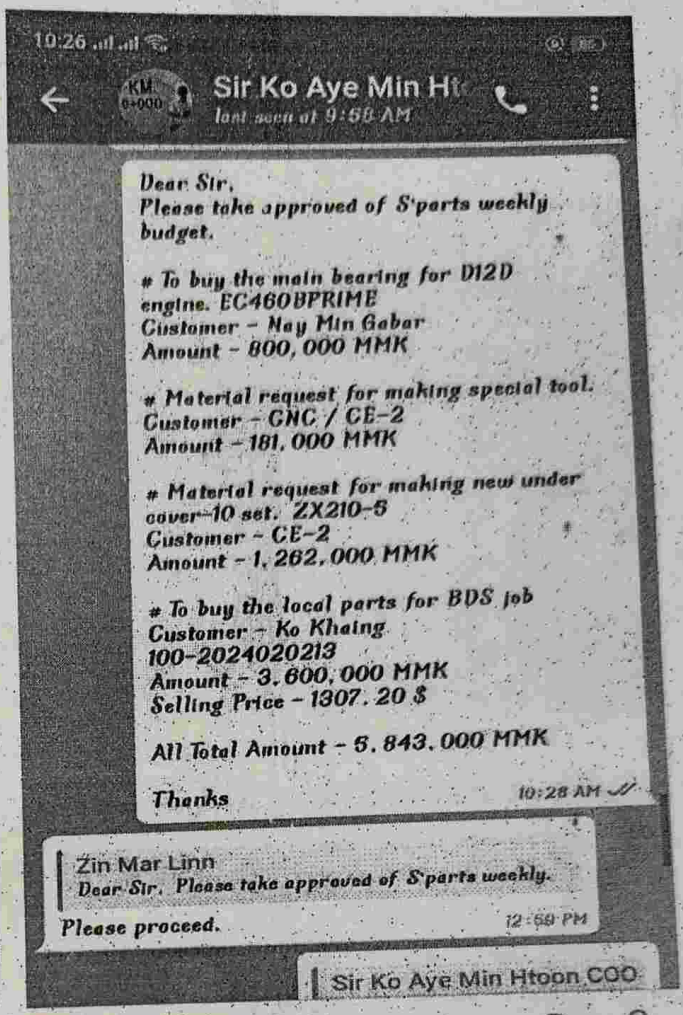 10:26
KM
0+000
Sir Ko Aye Min Ht
last seen at 9:58 AM
Dear Sir,
Please take approved of S'parts weekly
budget.
# To buy the main bearing for D12D
engine. EC460BPRIME
Customer - Nay Min Gabar
Amount - 800,000 MMK
# Material request for making special tool.
Customer - GNC / CE-2
Amount - 181,000 MMK
# Material request for making new under
cover-10 set. ZX210-5
Customer - CE-2
Amount - 1,262,000 MMK
# To buy the local parts for BDS job
Customer - Ko Khaing
100-2024020213
Amount - 3,600,000 MMK
Selling Price - 1307.20 $
All Total Amount - 5,843,000 MMK
Thanks
10:28 AM
Zin Mar Linn
Dear Sir, Please take approved of S'parts weekly.
Please proceed.
12:59 PM
Sir Ko Aye Min Htoon COO